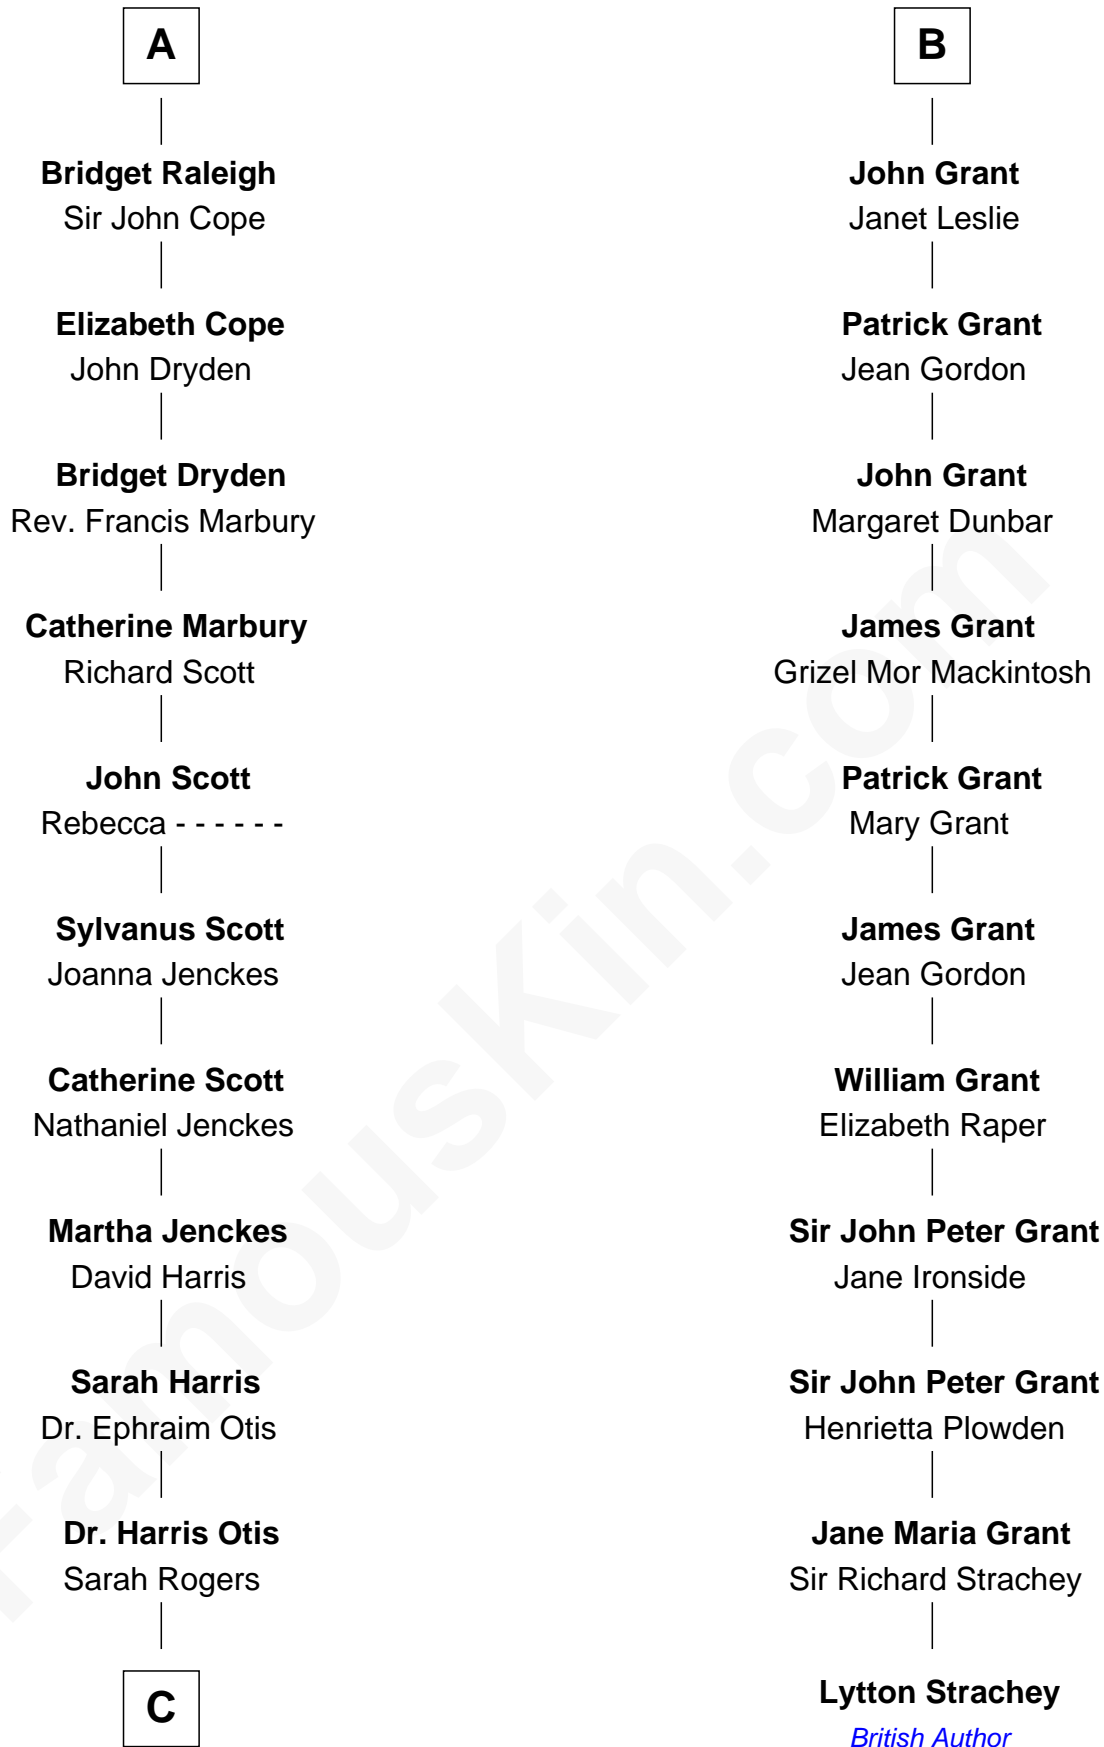 A
Bridget Raleigh
Sir John Cope
Elizabeth Cope
John Dryden
Bridget Dryden
Rev. Francis Marbury
Catherine Marbury
Richard Scott
John Scott
Rebecca - - - - - -
Sylvanus Scott
Joanna Jenckes
Catherine Scott
Nathaniel Jenckes
Martha Jenckes
David Harris
Sarah Harris
Dr. Ephraim Otis
Dr. Harris Otis
Sarah Rogers
C
B
John Grant
Janet Leslie
Patrick Grant
Jean Gordon
John Grant
Margaret Dunbar
James Grant
Grizel Mor Mackintosh
Patrick Grant
Mary Grant
James Grant
Jean Gordon
William Grant
Elizabeth Raper
Sir John Peter Grant
Jane Ironside
Sir John Peter Grant
Henrietta Plowden
Jane Maria Grant
Sir Richard Strachey
Lytton Strachey
British Author
FamousKin.com